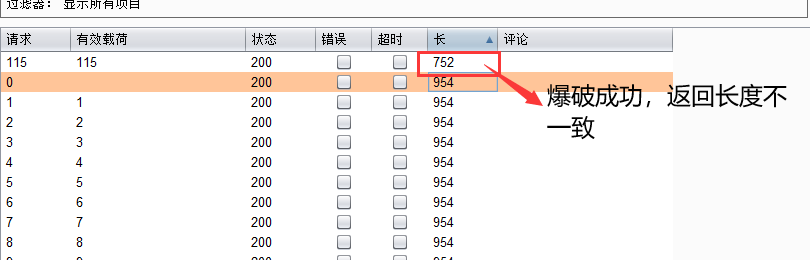 过滤器: 显示所有项目
请求 有效载荷 状态 错误 超时 长 评论
115 115 200 752
0 200 954
1 1 200 954
2 2 200 954
3 3 200 954
4 4 200 954
5 5 200 954
6 6 200 954
7 7 200 954
8 8 200 954
爆破成功，返回长度不
一致